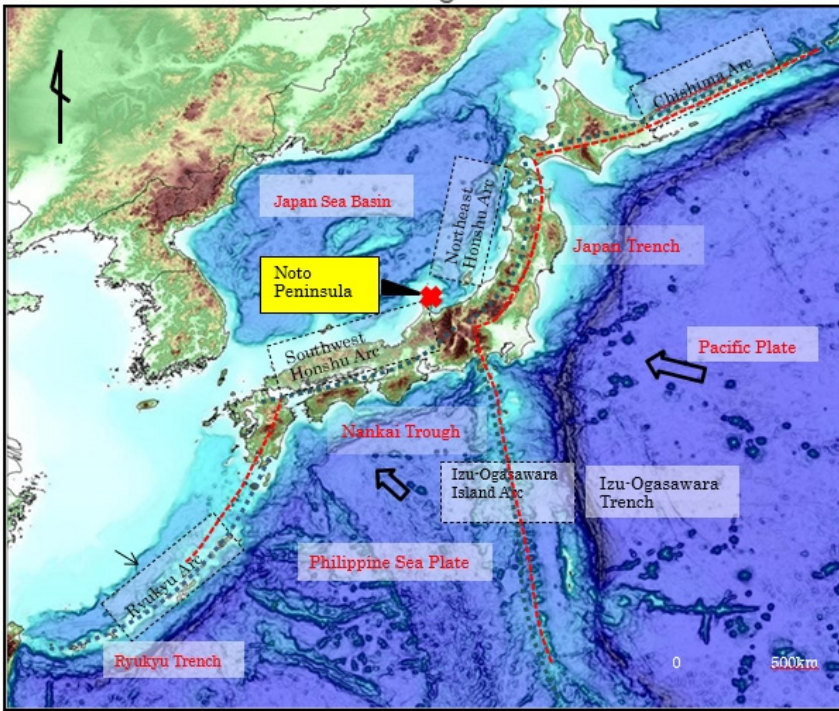 Chishima Arc
Japan Sea Basin
Northeast
Honshu Arc
Japan Trench
Noto
Peninsula
Southwest
Honshu Arc
Pacific Plate
Nankai Trough
Izu-Ogasawara
Island Arc
Izu-Ogasawara
Trench
Philippine Sea Plate
Ryukyu Arc
Ryukyu Trench
0 500km